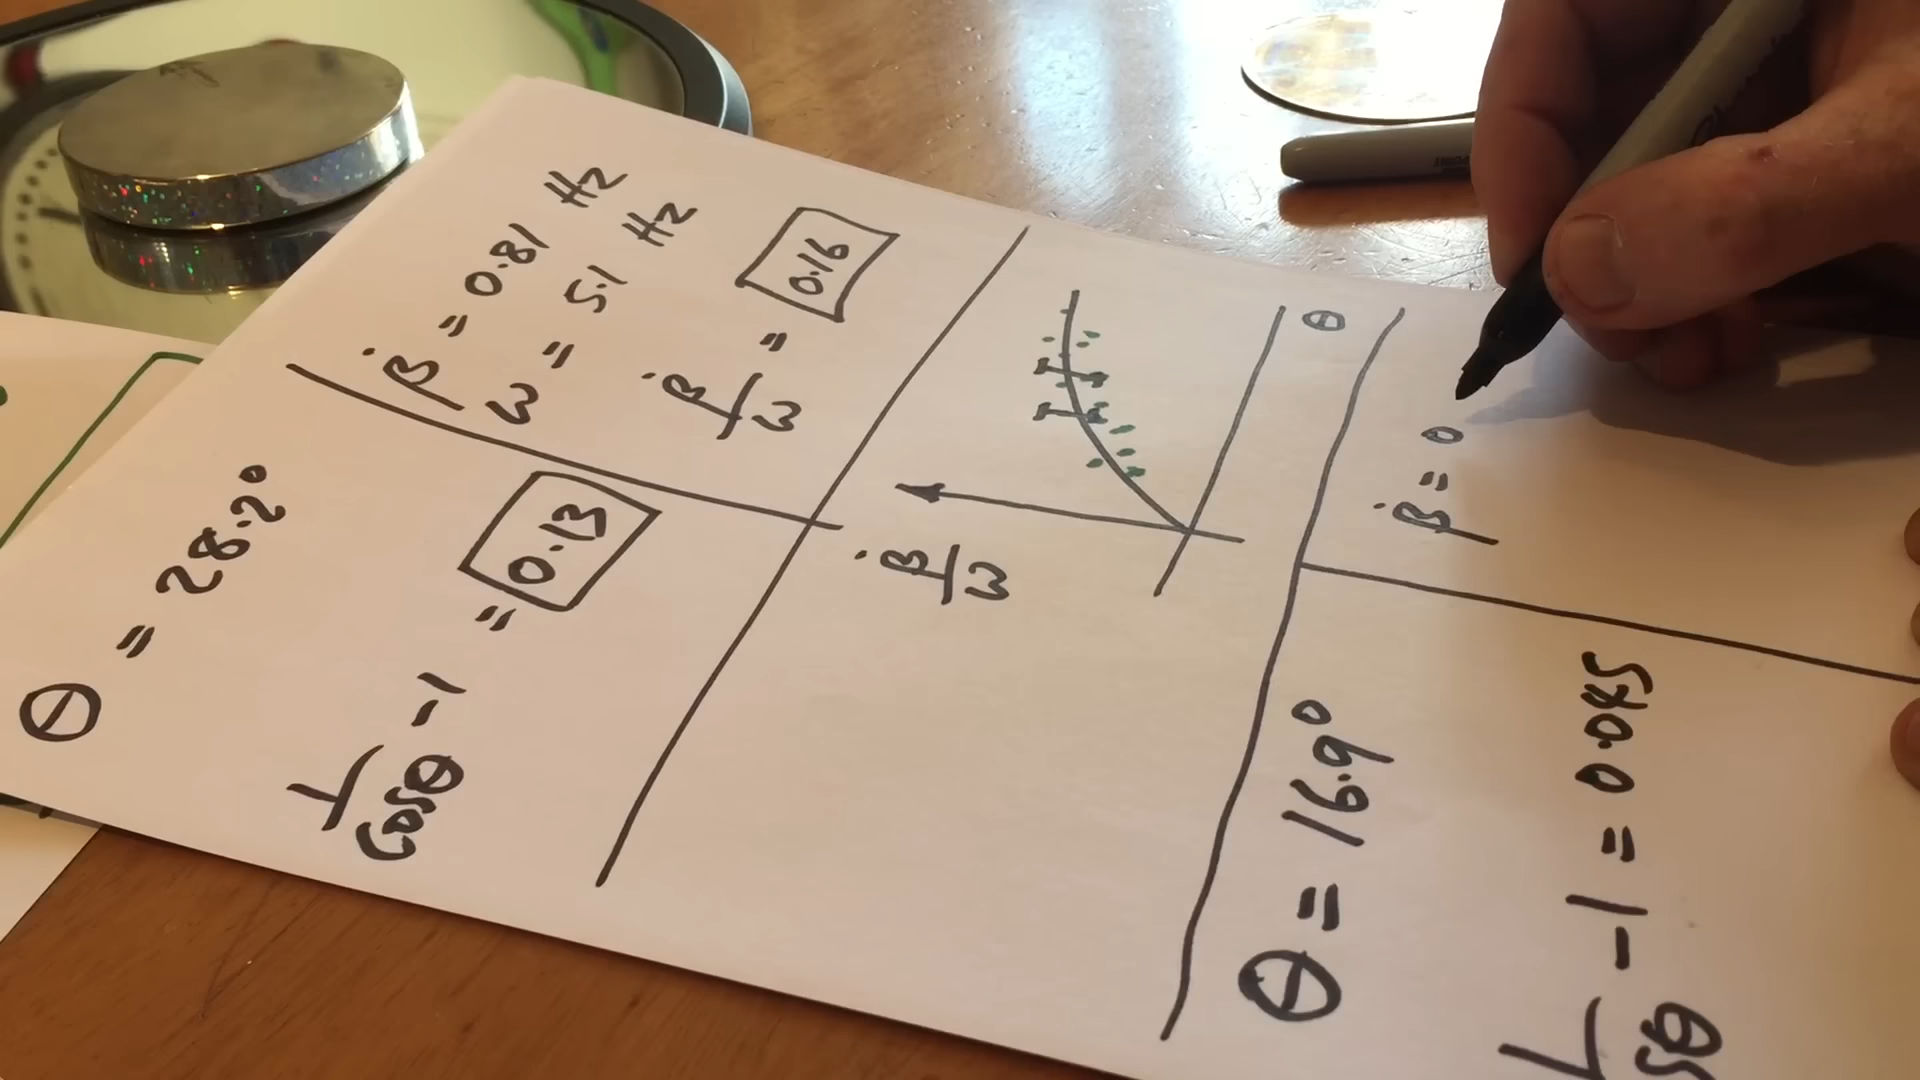 θ = 28.2°
1/cosθ - 1 = 0.13
β̇ = 0.81 Hz
ω = 5.1 Hz
β̇/ω = 0.16
β̇/ω
θ
θ = 16.9°
1/cosθ - 1 = 0.045
β̇ = 0